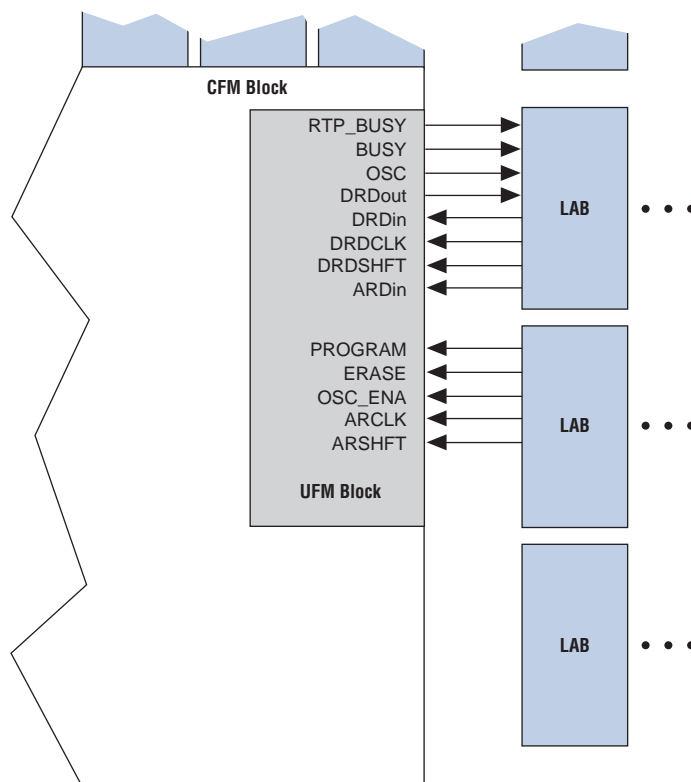 CFM Block
RTP_BUSY
BUSY
OSC
DRDout
DRDin
DRDCLK
DRDSHFT
ARDin
LAB
PROGRAM
ERASE
OSC_ENA
ARCLK
ARSHFT
LAB
UFM Block
LAB